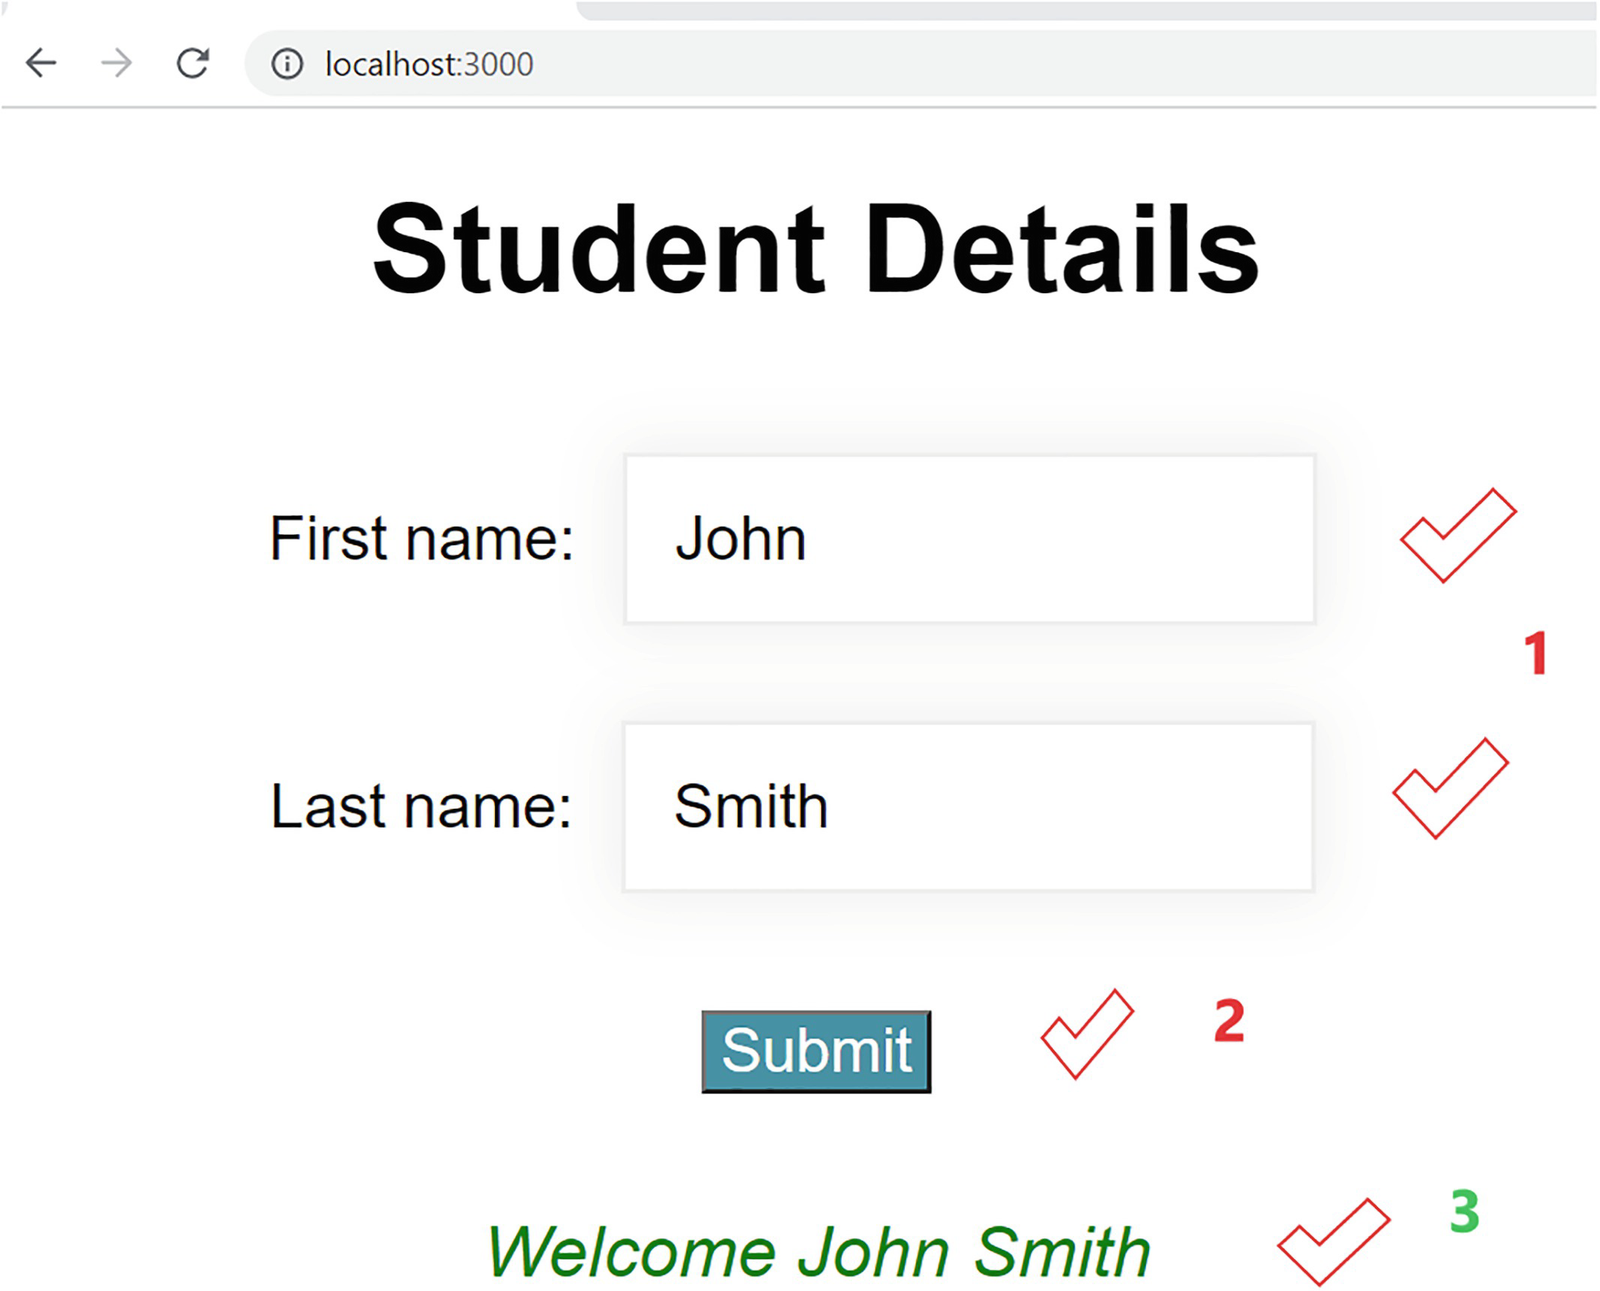 localhost:3000
Student Details
First name: John
1
Last name: Smith
Submit 2
Welcome John Smith 3